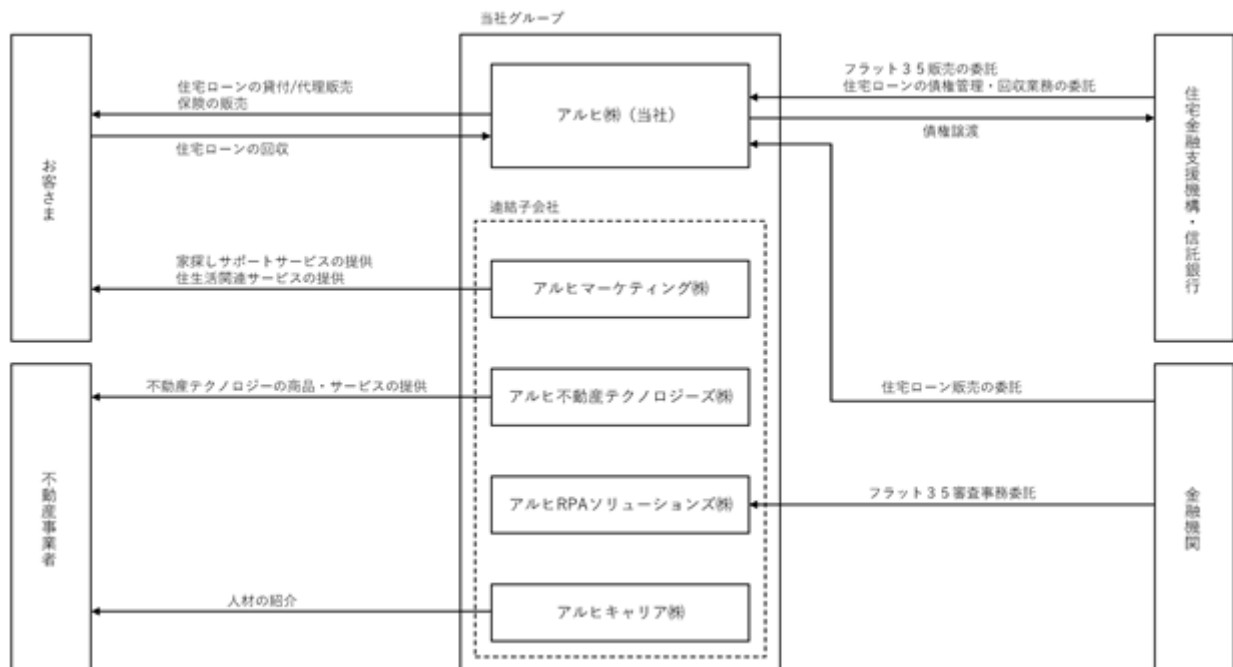 当社グループ
お客さま
住宅ローンの貸付/代理販売
保険の販売
住宅ローンの回収
アルヒ㈱（当社）
フラット３５販売の委託
住宅ローンの債権管理・回収業務の委託
債権譲渡
住宅金融支援機構・信託銀行
連結子会社
家探しサポートサービスの提供
住生活関連サービスの提供
アルヒマーケティング㈱
不動産事業者
不動産テクノロジーの商品・サービスの提供
アルヒ不動産テクノロジーズ㈱
住宅ローン販売の委託
金融機関
アルヒRPAソリューションズ㈱
フラット３５審査事務委託
人材の紹介
アルヒキャリア㈱